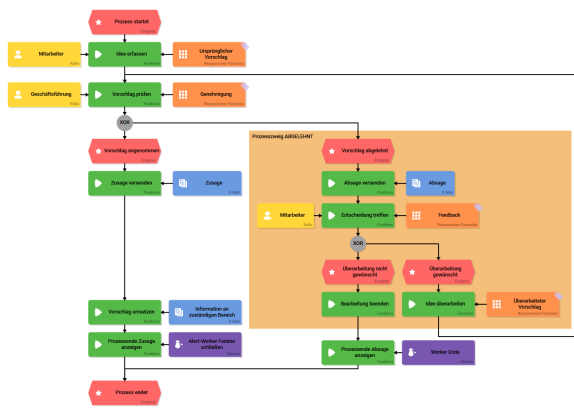 Prozess startet
Ereignis
Mitarbeiter
Rolle
Idee erfassen
Funktion
Ursprünglicher
Vorschlag
Responsives Formular
Geschäftsführung
Rolle
Vorschlag prüfen
Funktion
Genehmigung
Responsives Formular
XOR
Prozesszweig ABGELEHNT
Vorschlag angenommen
Ereignis
Vorschlag abgelehnt
Ereignis
Zusage versenden
Funktion
Zusage
E-Mail
Absage versenden
Funktion
Absage
E-Mail
Mitarbeiter
Rolle
Entscheidung treffen
Funktion
Feedback
Responsives Formular
XOR
Überarbeitung nicht
gewünscht
Ereignis
Überarbeitung
gewünscht
Ereignis
Vorschlag umsetzen
Funktion
Information an
zuständigen Bereich
E-Mail
Bearbeitung beenden
Funktion
Idee überarbeiten
Funktion
Überarbeiteter
Vorschlag
Responsives Formular
Prozessende Zusage
anzeigen
Funktion
Alert-Worker Fenster
schließen
Worker
Prozessende Absage
anzeigen
Funktion
Worker Ende
Worker
Prozess endet
Ereignis